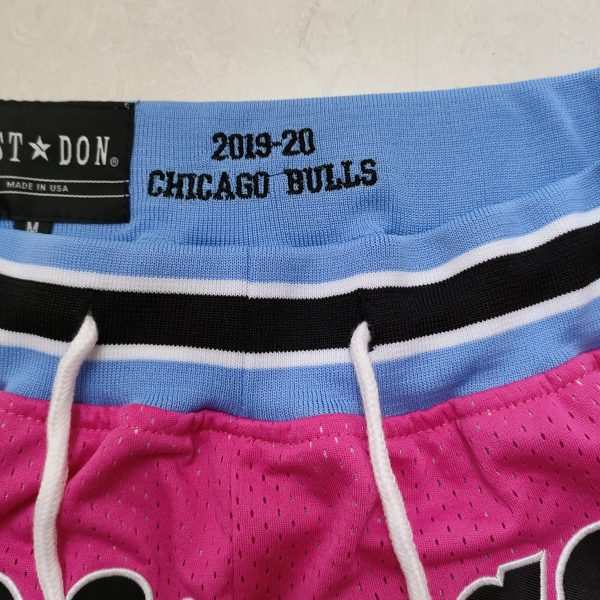 ST★DON®
MADE IN USA
M
2019-20
CHICAGO BULLS